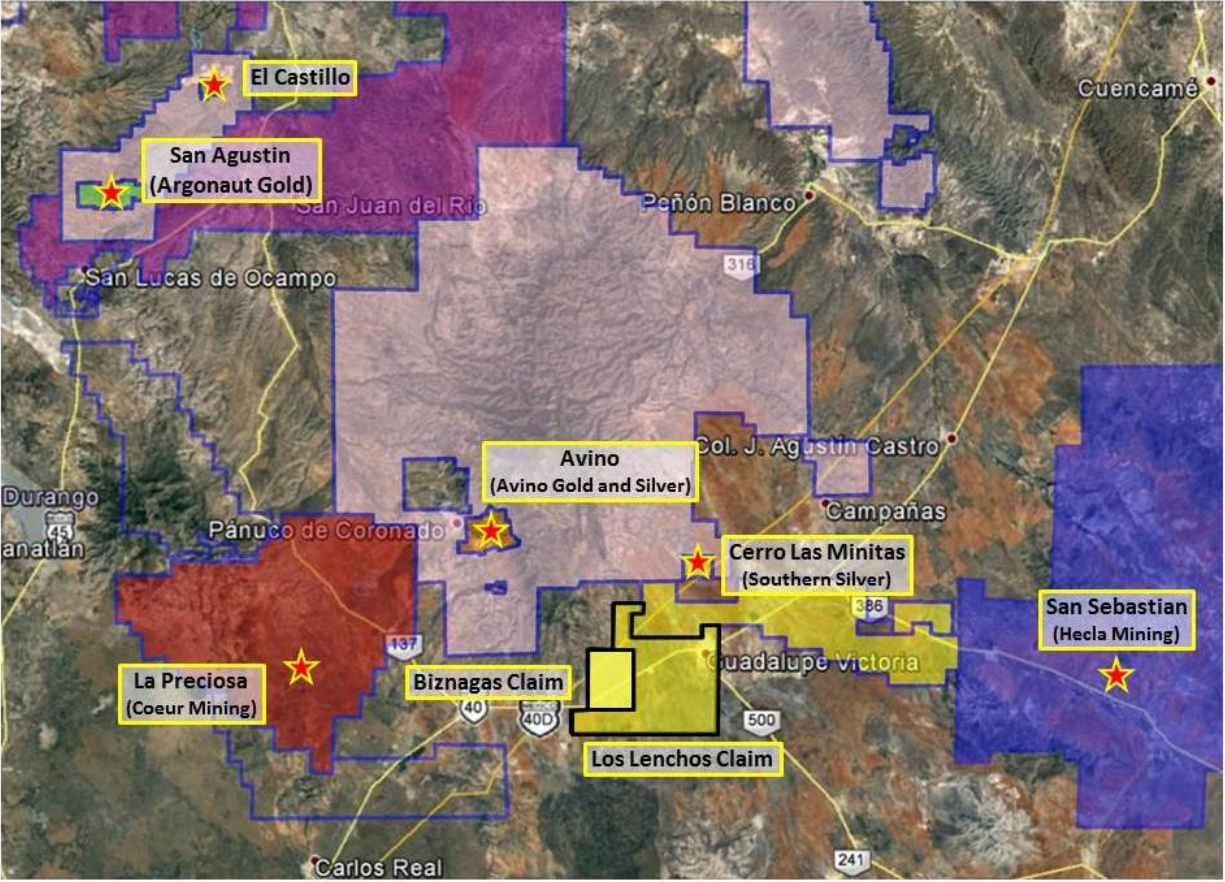 El Castillo
Cuencamé
San Agustin
(Argonaut Gold)
San Juan del Rio
Peñón Blanco
316
San Lucas de Ocampo
Col. J. Agustín Castro
Avino
(Avino Gold and Silver)
Durango
45
anatlán
Pánuco de Coronado
Campañas
Cerro Las Minitas
(Southern Silver)
386
San Sebastian
(Hecla Mining)
137
Guadalupe Victoria
La Preciosa
(Coeur Mining)
Biznagas Claim
40
40D
500
Los Lenchos Claim
241
Carlos Real